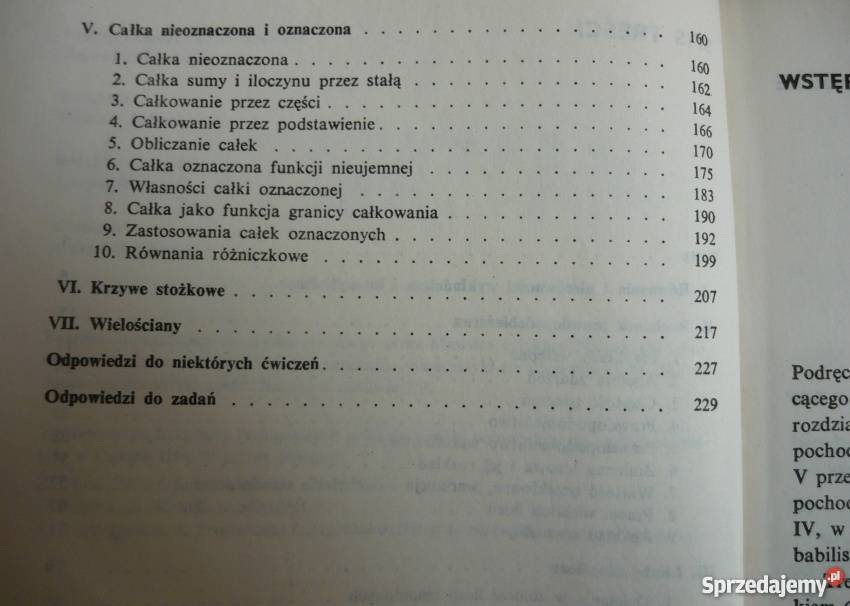 V. Całka nieoznaczona i oznaczona . . . . . . . . . . . . . . 160
1. Całka nieoznaczona . . . . . . . . . . . . . . . . . 160
2. Całka sumy i iloczynu przez stałą . . . . . . . . . . . . 162
3. Całkowanie przez części . . . . . . . . . . . . . . . . 164
4. Całkowanie przez podstawienie . . . . . . . . . . . . . 166
5. Obliczanie całek . . . . . . . . . . . . . . . . . . . 170
6. Całka oznaczona funkcji nieujemnej . . . . . . . . . . . 175
7. Własności całki oznaczonej . . . . . . . . . . . . . . . 183
8. Całka jako funkcja granicy całkowania . . . . . . . . . . 190
9. Zastosowania całek oznaczonych . . . . . . . . . . . . . 192
10. Równania różniczkowe . . . . . . . . . . . . . . . . 199
VI. Krzywe stożkowe . . . . . . . . . . . . . . . . . . . . 207
VII. Wielościany . . . . . . . . . . . . . . . . . . . . . . 217
Odpowiedzi do niektórych ćwiczeń . . . . . . . . . . . . . . . 227
Odpowiedzi do zadań . . . . . . . . . . . . . . . . . . . . 229
WSTĘP
Podręc
cącego
rozdzia
pochod
V prze
pochod
IV, w
babilis
Sprzedajemy.pl